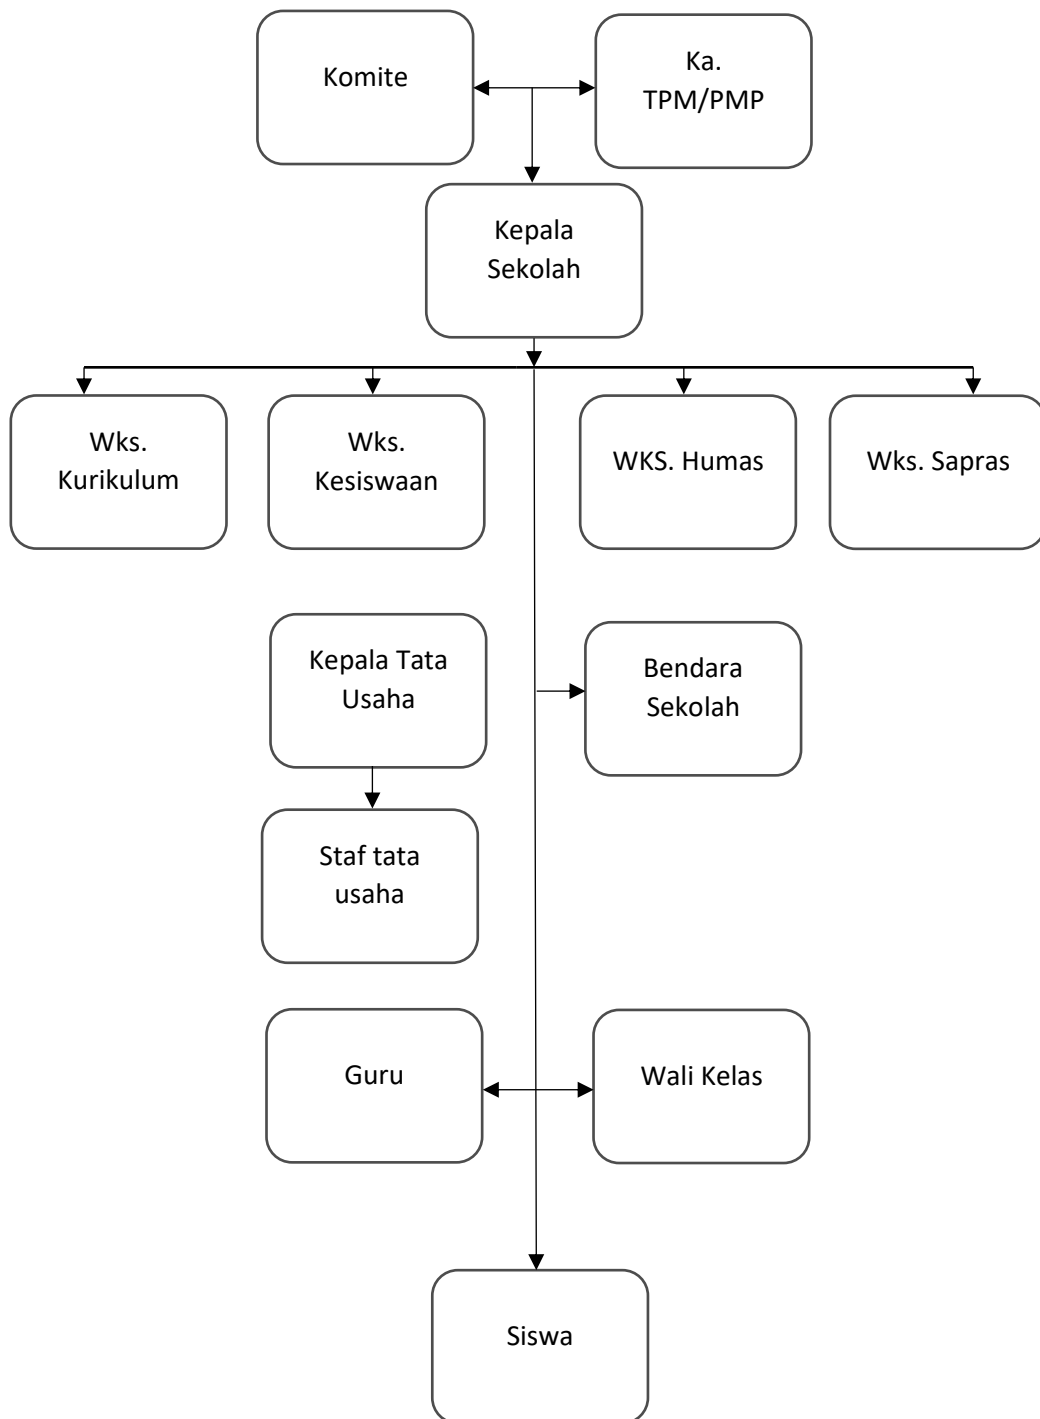 Komite
Ka.
TPM/PMP
Kepala
Sekolah
Wks.
Kurikulum
Wks.
Kesiswaan
WKS. Humas
Wks. Sapras
Kepala Tata
Usaha
Bendara
Sekolah
Staf tata
usaha
Guru
Wali Kelas
Siswa